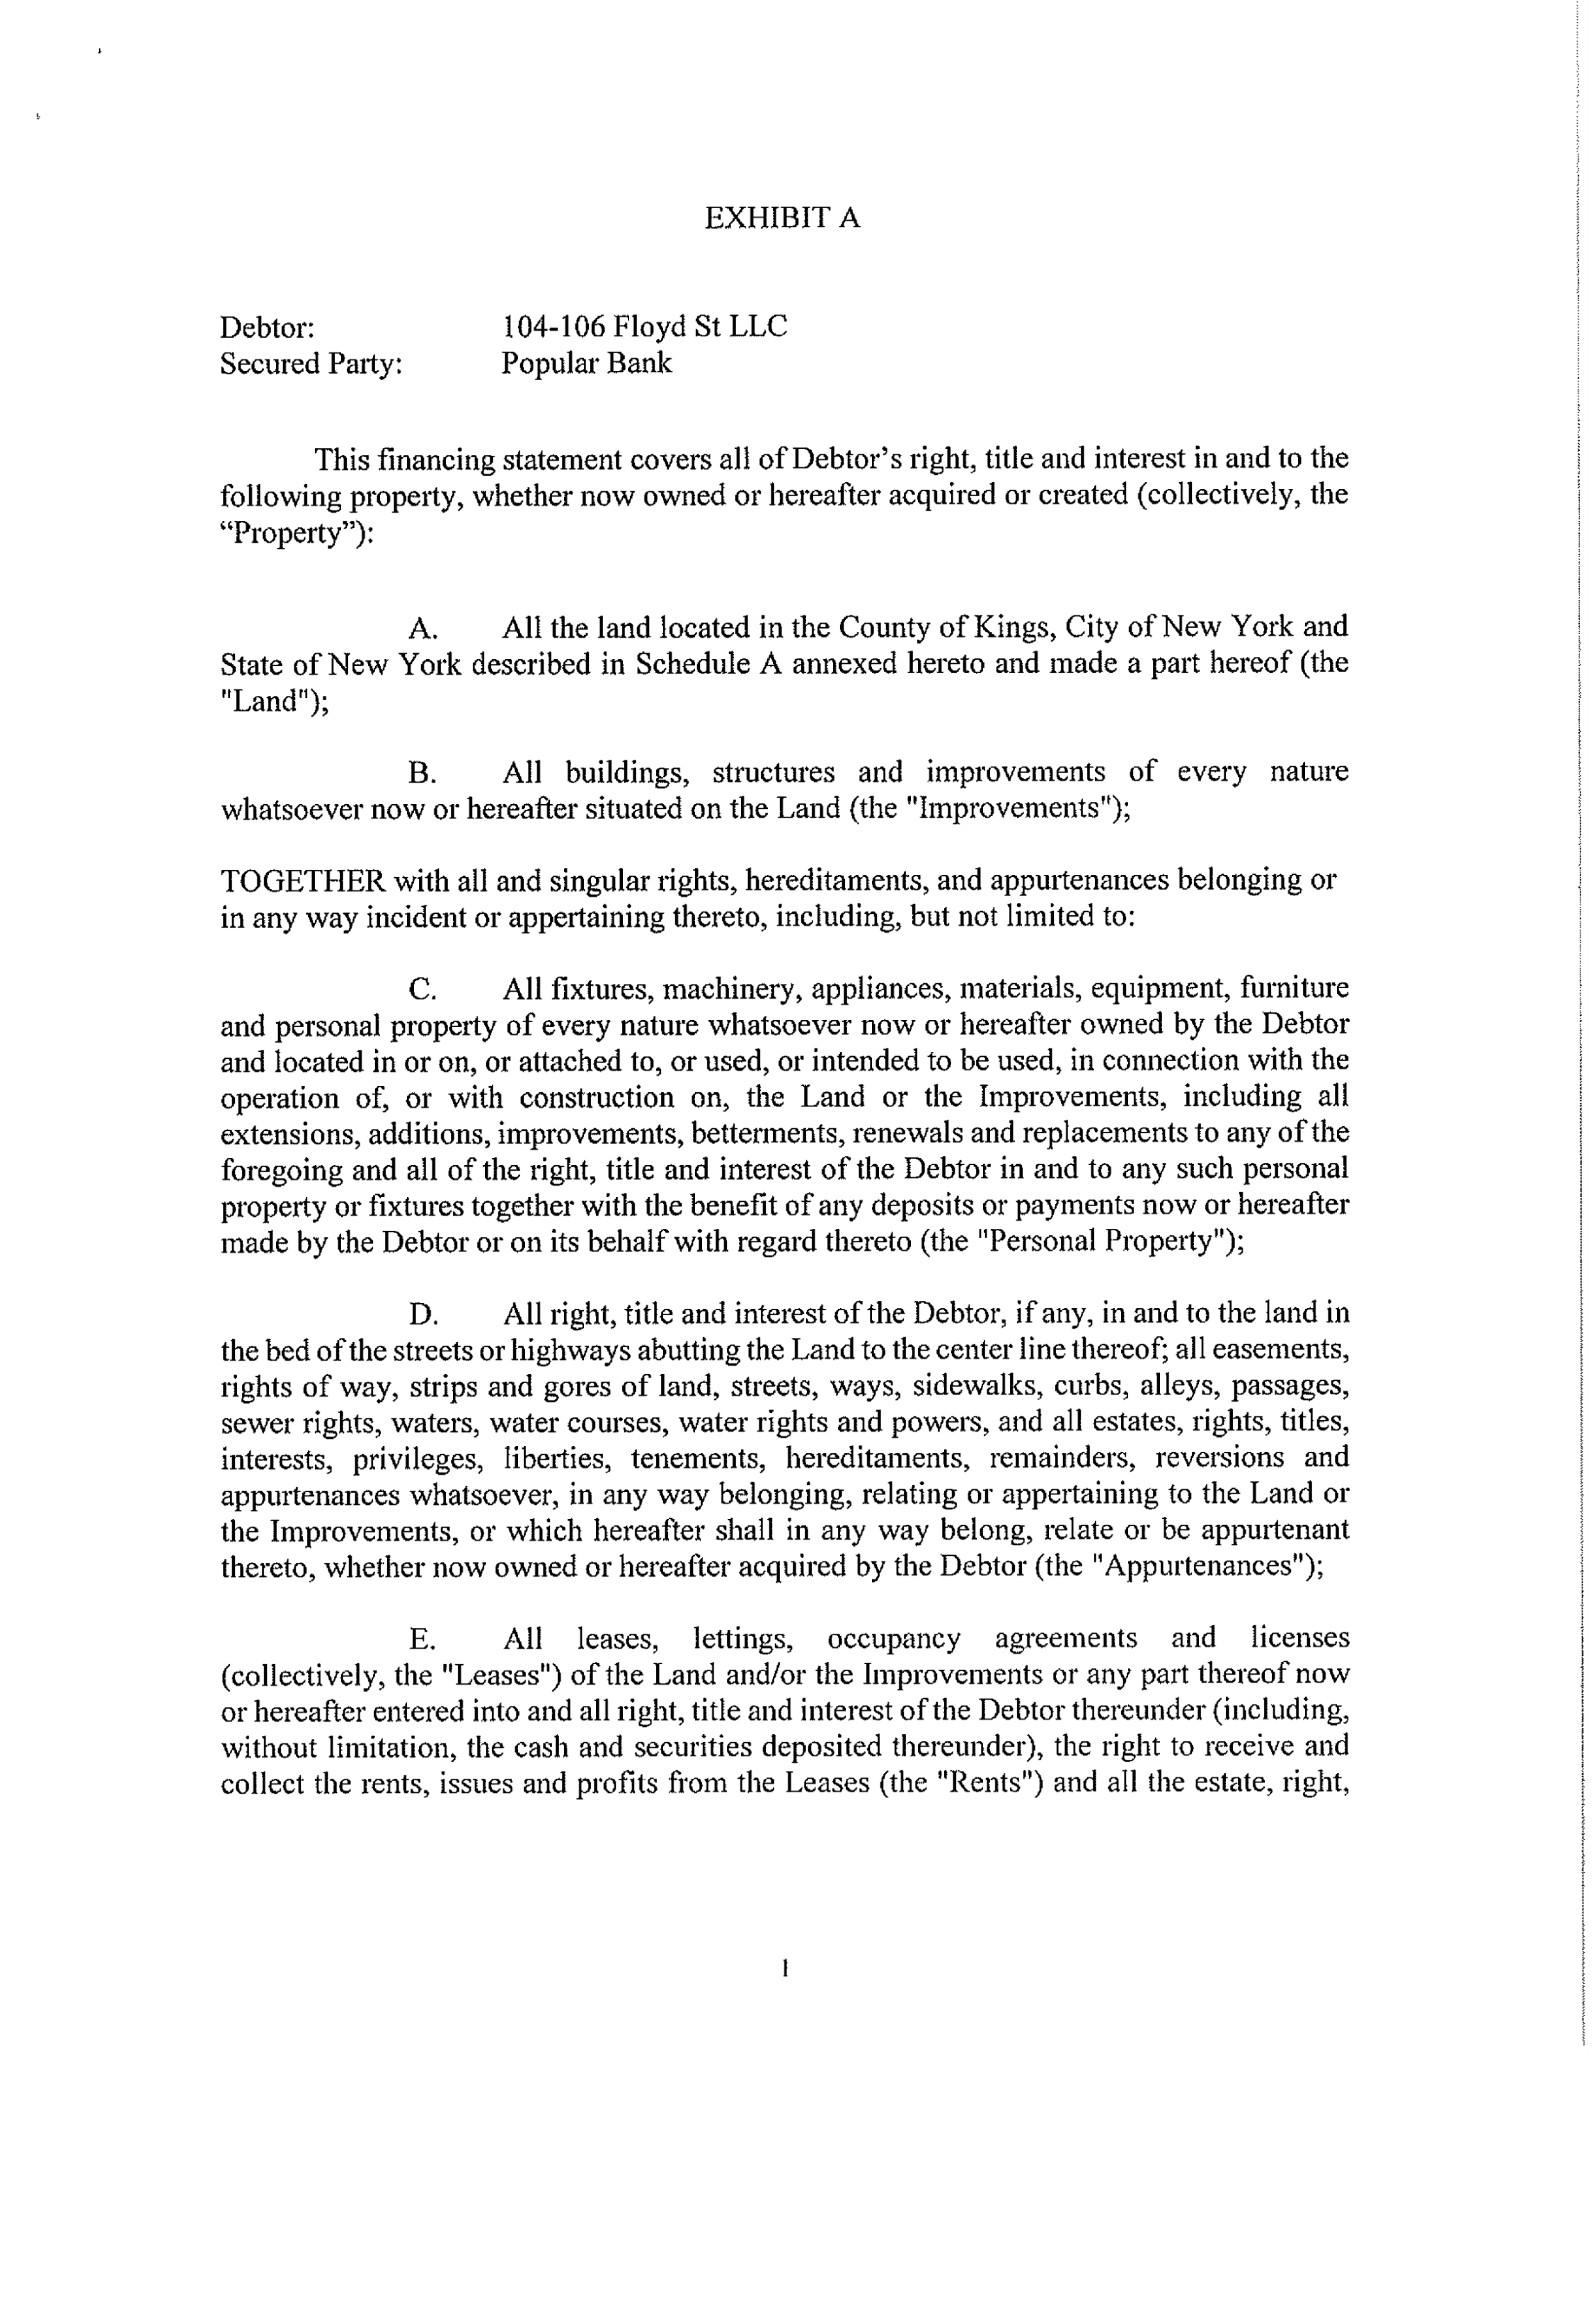 EXHIBIT A
Debtor: 104-106 Floyd St LLC
Secured Party: Popular Bank
This financing statement covers all of Debtor’s right, title and interest in and to the
following property, whether now owned or hereafter acquired or created (collectively, the
“Property”):
A. All the land located in the County of Kings, City of New York and
State of New York described in Schedule A annexed hereto and made a part hereof (the
"Land");
B. All buildings, structures and improvements of every nature
whatsoever now or hereafter situated on the Land (the "Improvements");
TOGETHER with all and singular rights, hereditaments, and appurtenances belonging or
in any way incident or appertaining thereto, including, but not limited to:
C. All fixtures, machinery, appliances, materials, equipment, furniture
and personal property of every nature whatsoever now or hereafter owned by the Debtor
and located in or on, or attached to, or used, or intended to be used, in connection with the
operation of, or with construction on, the Land or the Improvements, including all
extensions, additions, improvements, betterments, renewals and replacements to any of the
foregoing and all of the right, title and interest of the Debtor in and to any such personal
property or fixtures together with the benefit of any deposits or payments now or hereafter
made by the Debtor or on its behalf with regard thereto (the "Personal Property");
D. All right, title and interest of the Debtor, if any, in and to the land in
the bed of the streets or highways abutting the Land to the center line thereof; all easements,
rights of way, strips and gores of land, streets, ways, sidewalks, curbs, alleys, passages,
sewer rights, waters, water courses, water rights and powers, and all estates, rights, titles,
interests, privileges, liberties, tenements, hereditaments, remainders, reversions and
appurtenances whatsoever, in any way belonging, relating or appertaining to the Land or
the Improvements, or which hereafter shall in any way belong, relate or be appurtenant
thereto, whether now owned or hereafter acquired by the Debtor (the "Appurtenances");
E. All leases, lettings, occupancy agreements and licenses
(collectively, the "Leases") of the Land and/or the Improvements or any part thereof now
or hereafter entered into and all right, title and interest of the Debtor thereunder (including,
without limitation, the cash and securities deposited thereunder), the right to receive and
collect the rents, issues and profits from the Leases (the "Rents") and all the estate, right,
1